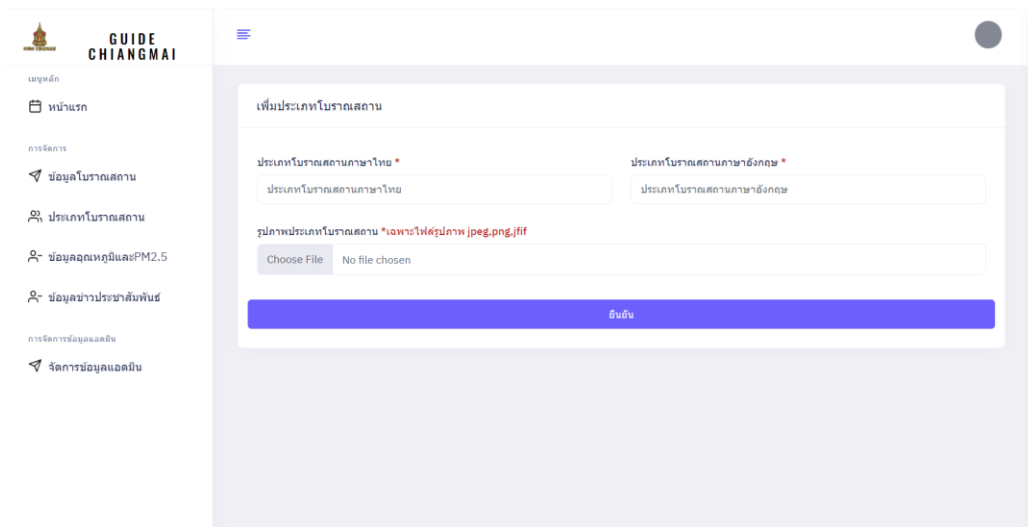 GUIDE
CHIANGMAI
เมนูหลัก
หน้าแรก
การจัดการ
ข้อมูลโบราณสถาน
ประเภทโบราณสถาน
ข้อมูลอุณหภูมิและPM2.5
ข้อมูลข่าวประชาสัมพันธ์
การจัดการข้อมูลแอดมิน
จัดการข้อมูลแอดมิน
เพิ่มประเภทโบราณสถาน
ประเภทโบราณสถานภาษาไทย *
ประเภทโบราณสถานภาษาไทย
ประเภทโบราณสถานภาษาอังกฤษ *
ประเภทโบราณสถานภาษาอังกฤษ
รูปภาพประเภทโบราณสถาน *เฉพาะไฟล์รูปภาพ jpeg,png,jfif
Choose File No file chosen
ยืนยัน